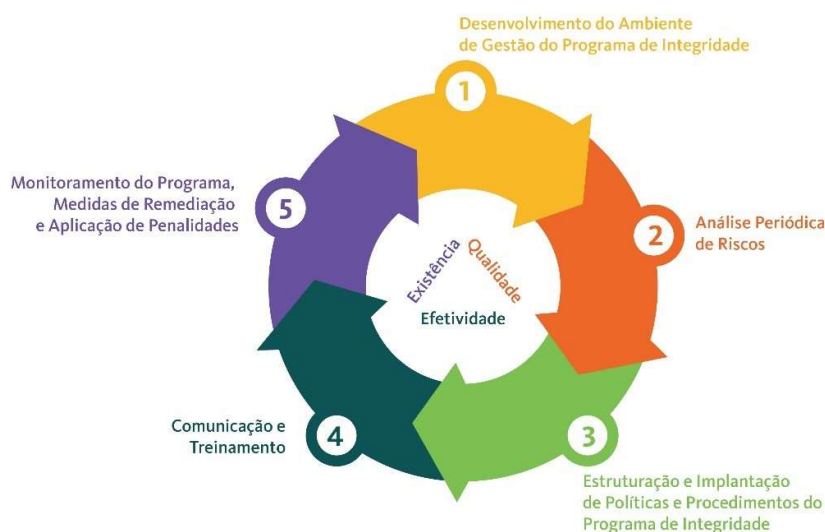 1
Desenvolvimento do Ambiente
de Gestão do Programa de Integridade
2
Análise Periódica
de Riscos
3
Estruturação e Implantação
de Políticas e Procedimentos do
Programa de Integridade
4
Comunicação e
Treinamento
5
Monitoramento do Programa,
Medidas de Remediação
e Aplicação de Penalidades
Existência
Qualidade
Efetividade